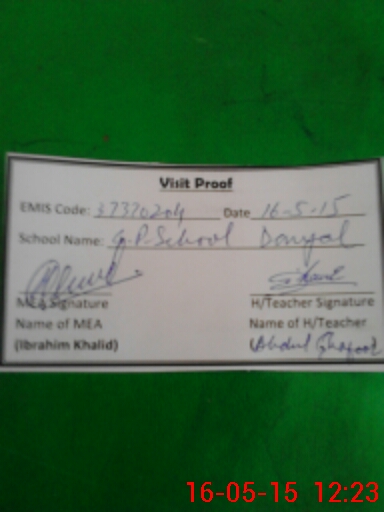 Visit Proof
EMIS Code: 37370204 Date 16-5-15
School Name: G.P. School Danyal
MEA Signature H/Teacher Signature
Name of MEA Name of H/Teacher
(Ibrahim Khalid) (Abdul Ghafoor)
16-05-15 12:23